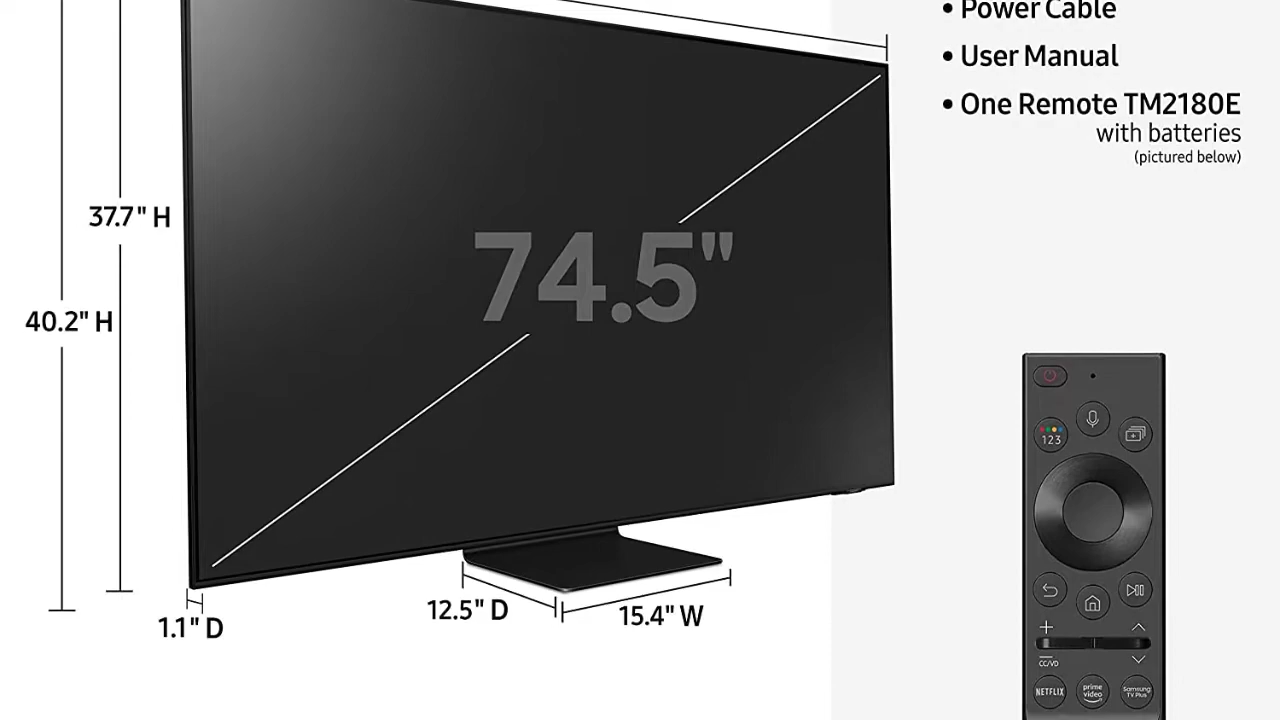 • Power Cable
• User Manual
• One Remote TM2180E
with batteries
(pictured below)
37.7" H
74.5"
40.2" H
12.5" D
15.4" W
1.1" D
123
CC/VD
NETFLIX
prime
video
Samsung
TV Plus